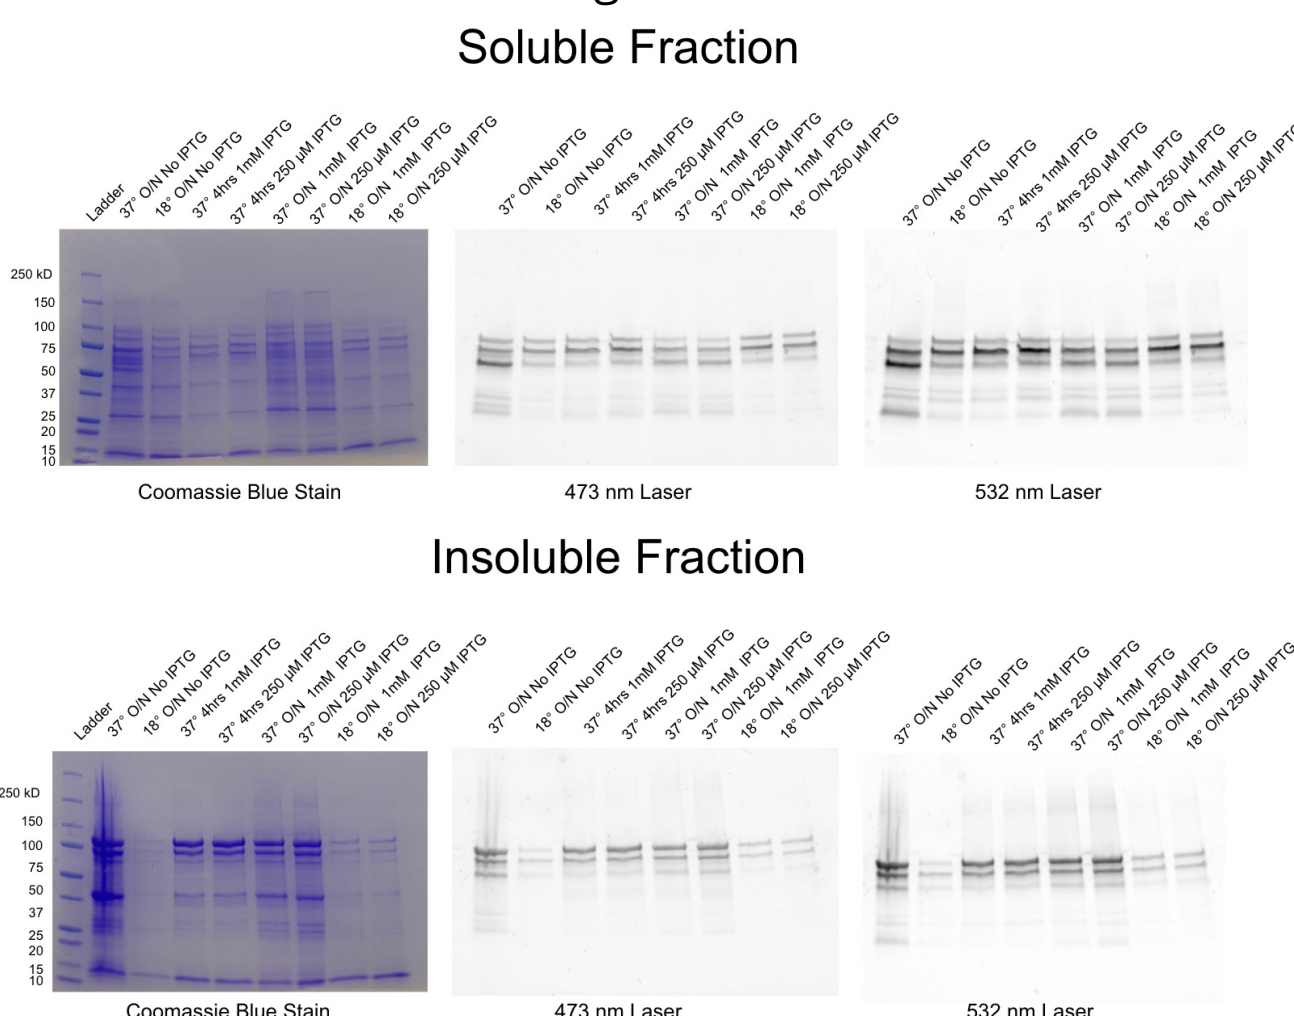 Soluble Fraction
Ladder
37° O/N No IPTG
18° O/N No IPTG
37° 4hrs 1mM IPTG
37° 4hrs 250 µM IPTG
37° O/N 1mM IPTG
37° O/N 250 µM IPTG
18° O/N 1mM IPTG
18° O/N 250 µM IPTG
37° O/N No IPTG
18° O/N No IPTG
37° 4hrs 1mM IPTG
37° 4hrs 250 µM IPTG
37° O/N 1mM IPTG
37° O/N 250 µM IPTG
18° O/N 1mM IPTG
18° O/N 250 µM IPTG
37° O/N No IPTG
18° O/N No IPTG
37° 4hrs 1mM IPTG
37° 4hrs 250 µM IPTG
37° O/N 1mM IPTG
37° O/N 250 µM IPTG
18° O/N 1mM IPTG
18° O/N 250 µM IPTG
250 kD
150
100
75
50
37
25
20
15
10
Coomassie Blue Stain
473 nm Laser
532 nm Laser
Insoluble Fraction
Ladder
37° O/N No IPTG
18° O/N No IPTG
37° 4hrs 1mM IPTG
37° 4hrs 250 µM IPTG
37° O/N 1mM IPTG
37° O/N 250 µM IPTG
18° O/N 1mM IPTG
18° O/N 250 µM IPTG
37° O/N No IPTG
18° O/N No IPTG
37° 4hrs 1mM IPTG
37° 4hrs 250 µM IPTG
37° O/N 1mM IPTG
37° O/N 250 µM IPTG
18° O/N 1mM IPTG
18° O/N 250 µM IPTG
37° O/N No IPTG
18° O/N No IPTG
37° 4hrs 1mM IPTG
37° 4hrs 250 µM IPTG
37° O/N 1mM IPTG
37° O/N 250 µM IPTG
18° O/N 1mM IPTG
18° O/N 250 µM IPTG
250 kD
150
100
75
50
37
25
20
15
10
Coomassie Blue Stain
473 nm Laser
532 nm Laser